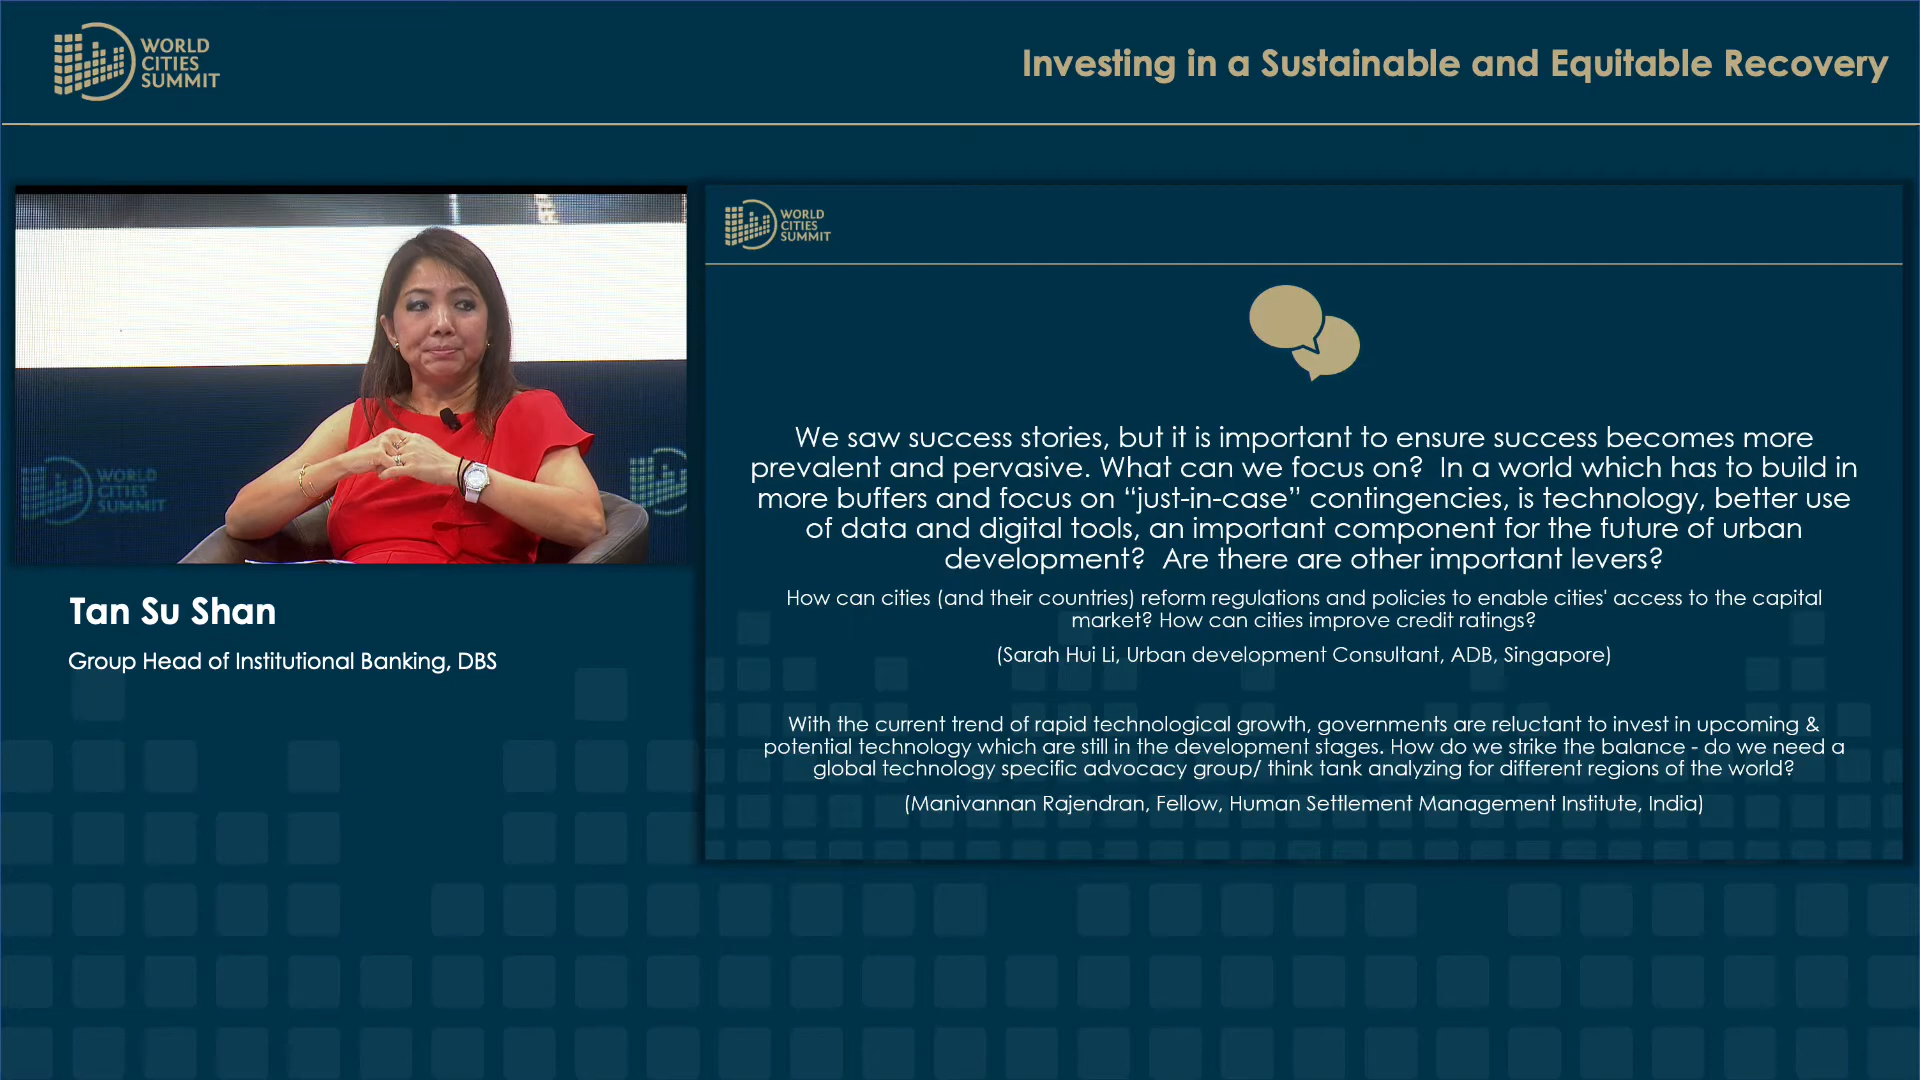 WORLD
CITIES
SUMMIT
Investing in a Sustainable and Equitable Recovery
WORLD
CITIES
SUMMIT
Tan Su Shan
Group Head of Institutional Banking, DBS
WORLD
CITIES
SUMMIT
We saw success stories, but it is important to ensure success becomes more
prevalent and pervasive. What can we focus on?  In a world which has to build in
more buffers and focus on “just-in-case” contingencies, is technology, better use
of data and digital tools, an important component for the future of urban
development?  Are there are other important levers?
How can cities (and their countries) reform regulations and policies to enable cities' access to the capital
market? How can cities improve credit ratings?
(Sarah Hui Li, Urban development Consultant, ADB, Singapore)
With the current trend of rapid technological growth, governments are reluctant to invest in upcoming &
potential technology which are still in the development stages. How do we strike the balance - do we need a
global technology specific advocacy group/ think tank analyzing for different regions of the world?
(Manivannan Rajendran, Fellow, Human Settlement Management Institute, India)